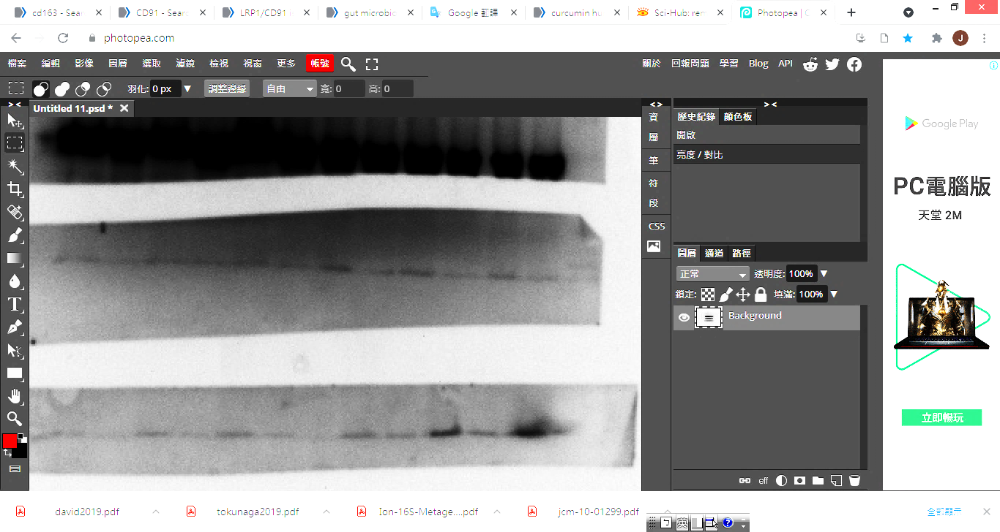 cd163 - Sear
CD91 - Sear
LRP1/CD91 i
gut microbio
Google 翻譯
curcumin hu
Sci-Hub: rem
Photopea | O
photopea.com
J
檔案 編輯 影像 圖層 選取 濾鏡 檢視 視窗 更多 帳號
關於 回報問題 學習 Blog API
羽化: 0 px 調整邊緣 自由 寬: 0 高: 0
Untitled 11.psd *
資
層
筆
符
段
CSS
歷史紀錄 顏色板
開啟
亮度 / 對比
圖層 通道 路徑
正常 透明度: 100%
鎖定: 填滿: 100%
Background
eff
Google Play
PC電腦版
天堂 2M
立即暢玩
david2019.pdf
tokunaga2019.pdf
Ion-16S-Metage....pdf
jcm-10-01299.pdf
全部顯示
英